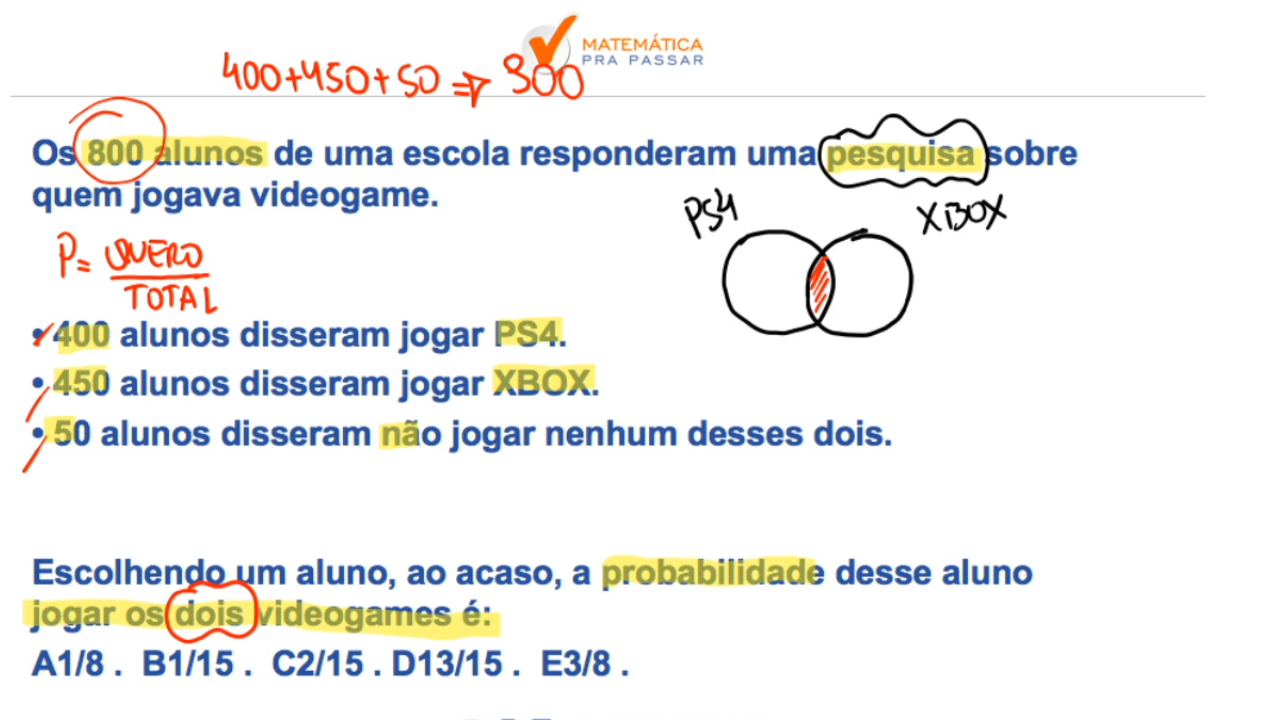 MATEMÁTICA
PRA PASSAR
400+450+50 ⇒ 900
Os 800 alunos de uma escola responderam uma pesquisa sobre
quem jogava videogame.
PS4 XBOX
P = QUERO
TOTAL
• 400 alunos disseram jogar PS4.
• 450 alunos disseram jogar XBOX.
• 50 alunos disseram não jogar nenhum desses dois.
Escolhendo um aluno, ao acaso, a probabilidade desse aluno
jogar os dois videogames é:
A1/8 . B1/15 . C2/15 . D13/15 . E3/8 .